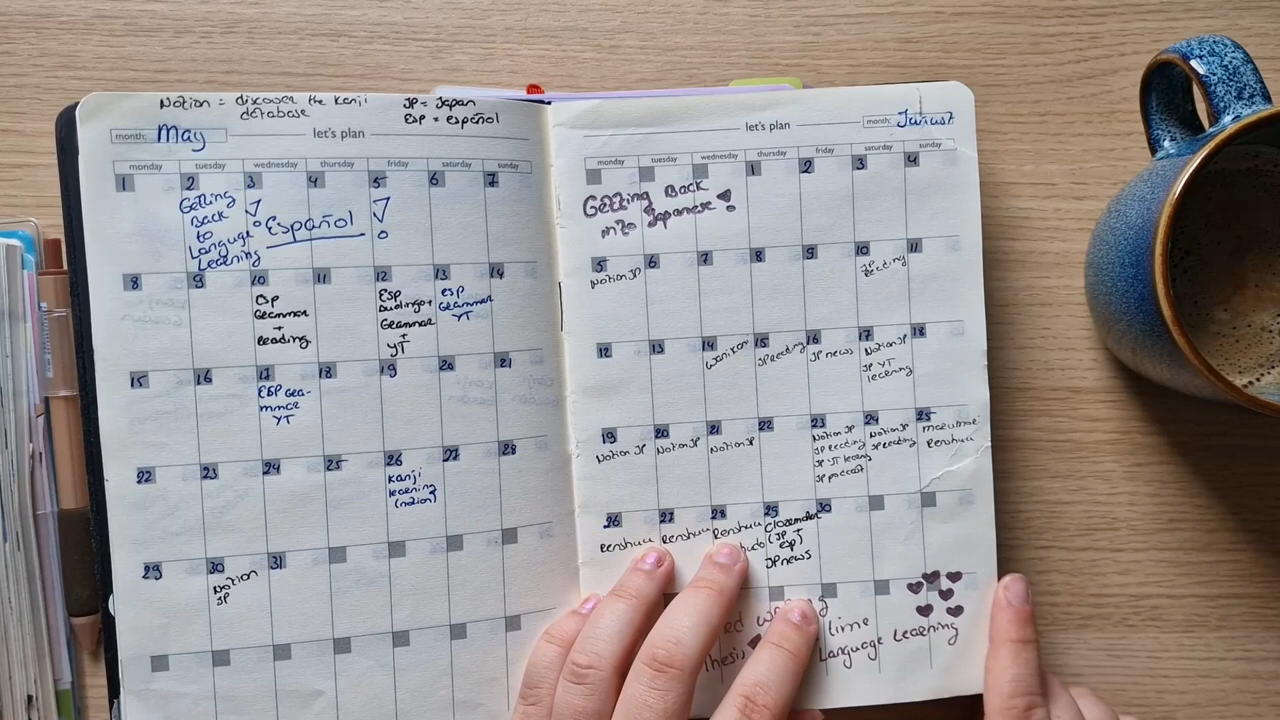 Notion = discover the kanji
database
JP = Japan
ESP = español
month: May
let's plan
monday tuesday wednesday thursday friday saturday sunday
1 2 3 4 5 6 7
Getting
Back
to
Language
Learning
! Español !
8 9 10 11 12 13 14
ESP
Grammar
+
reading
ESP
Duolingo +
Grammar
+
YT
esp
Grammar
YT
15 16 17 18 19 20 21
ESP Gra-
mmar
YT
22 23 24 25 26 27 28
Kanji
learning
(notion)
29 30 31
Notion
JP
let's plan
month:
monday tuesday wednesday thursday friday saturday sunday
1 2 3 4
Getting Back
into Japanese !
5 6 7 8 9 10 11
Notion JP
JP reading
12 13 14 15 16 17 18
Wanikani
JP reading
JP news
Notion JP
JP YT
learning
19 20 21 22 23 24 25
Notion JP
Notion JP
Notion JP
Notion JP
JP reading
JP YT learng
JP podcast
Notion JP
JP reading
mazumaz
Renshuu
26 27 28 29 30
Renshuu
Renshuu
Renshuu
Clozemaster
(JP +
esp)
JP news
time
thesis
Language Learning